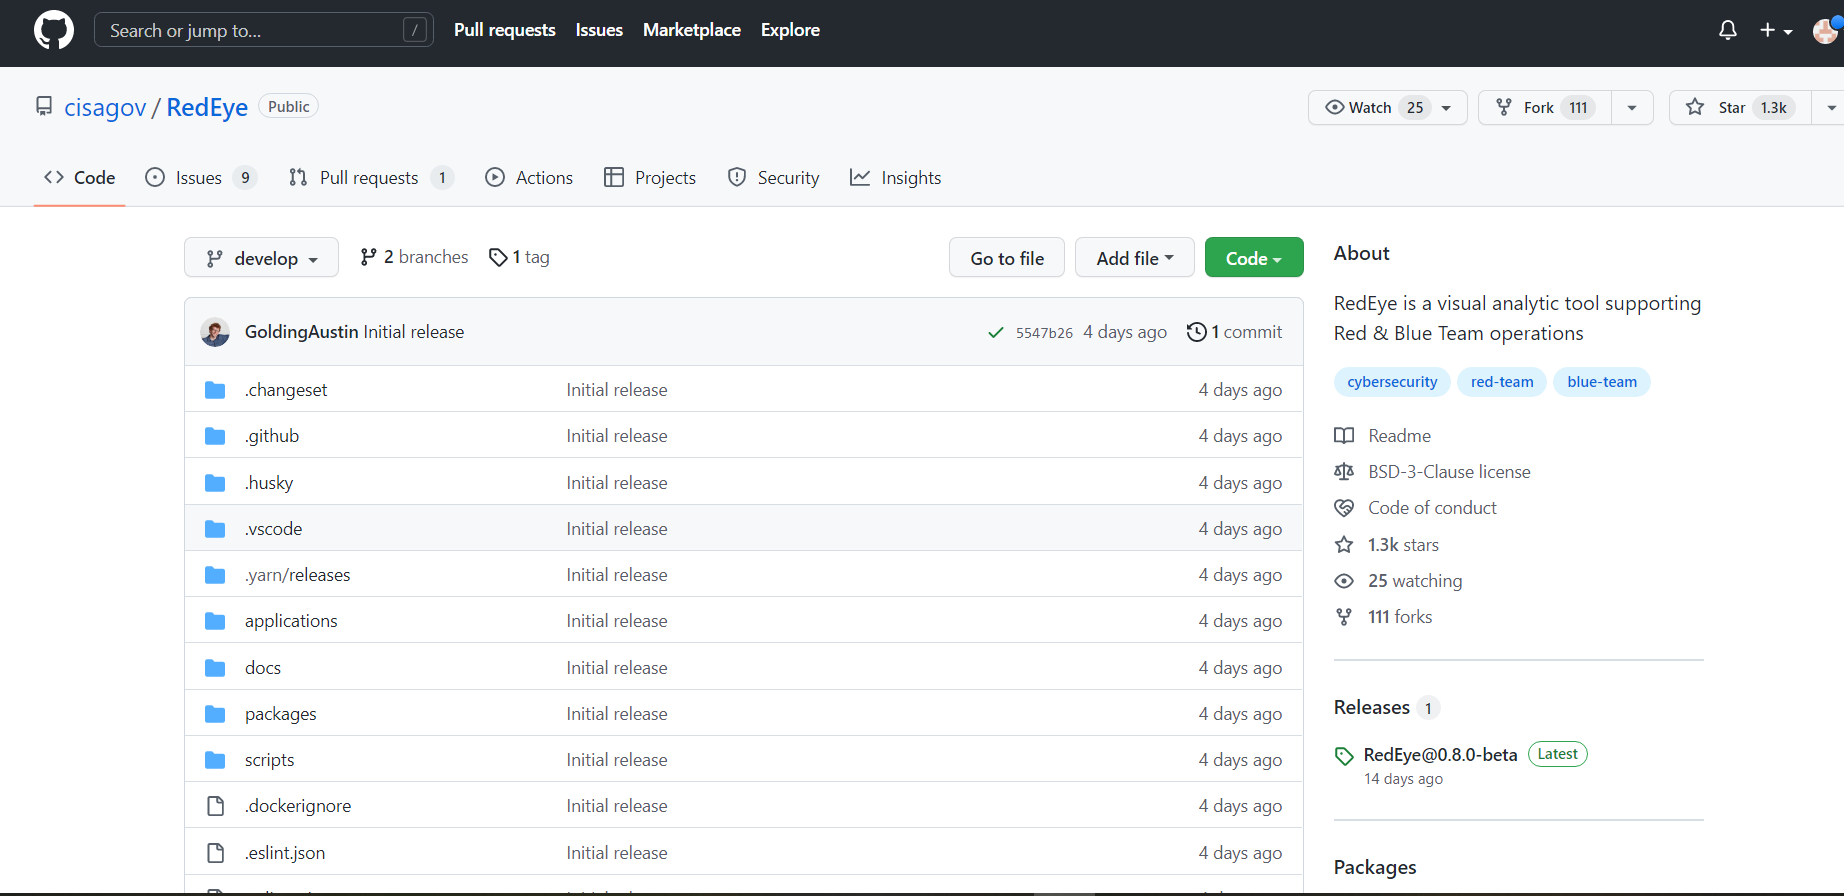 Search or jump to... /
Pull requests Issues Marketplace Explore
cisagov / RedEye Public
Watch 25 Fork 111 Star 1.3k
Code Issues 9 Pull requests 1 Actions Projects Security Insights
develop 2 branches 1 tag Go to file Add file Code
GoldingAustin Initial release 5547b26 4 days ago 1 commit
.changeset Initial release 4 days ago
.github Initial release 4 days ago
.husky Initial release 4 days ago
.vscode Initial release 4 days ago
.yarn/releases Initial release 4 days ago
applications Initial release 4 days ago
docs Initial release 4 days ago
packages Initial release 4 days ago
scripts Initial release 4 days ago
.dockerignore Initial release 4 days ago
.eslint.json Initial release 4 days ago
About
RedEye is a visual analytic tool supporting
Red & Blue Team operations
cybersecurity red-team blue-team
Readme
BSD-3-Clause license
Code of conduct
1.3k stars
25 watching
111 forks
Releases 1
RedEye@0.8.0-beta Latest
14 days ago
Packages